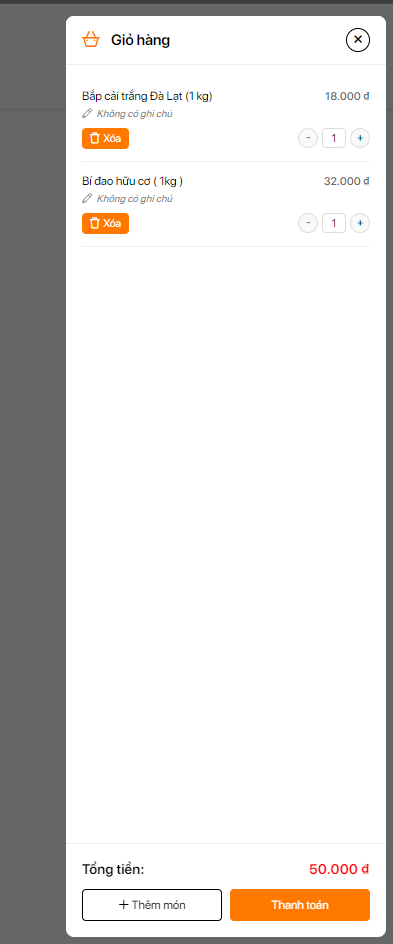 Giỏ hàng
Bắp cải trắng Đà Lạt (1 kg) 18.000 đ
Không có ghi chú
Xóa - 1 +
Bí đao hữu cơ ( 1kg ) 32.000 đ
Không có ghi chú
Xóa - 1 +
Tổng tiền: 50.000 đ
+ Thêm món Thanh toán